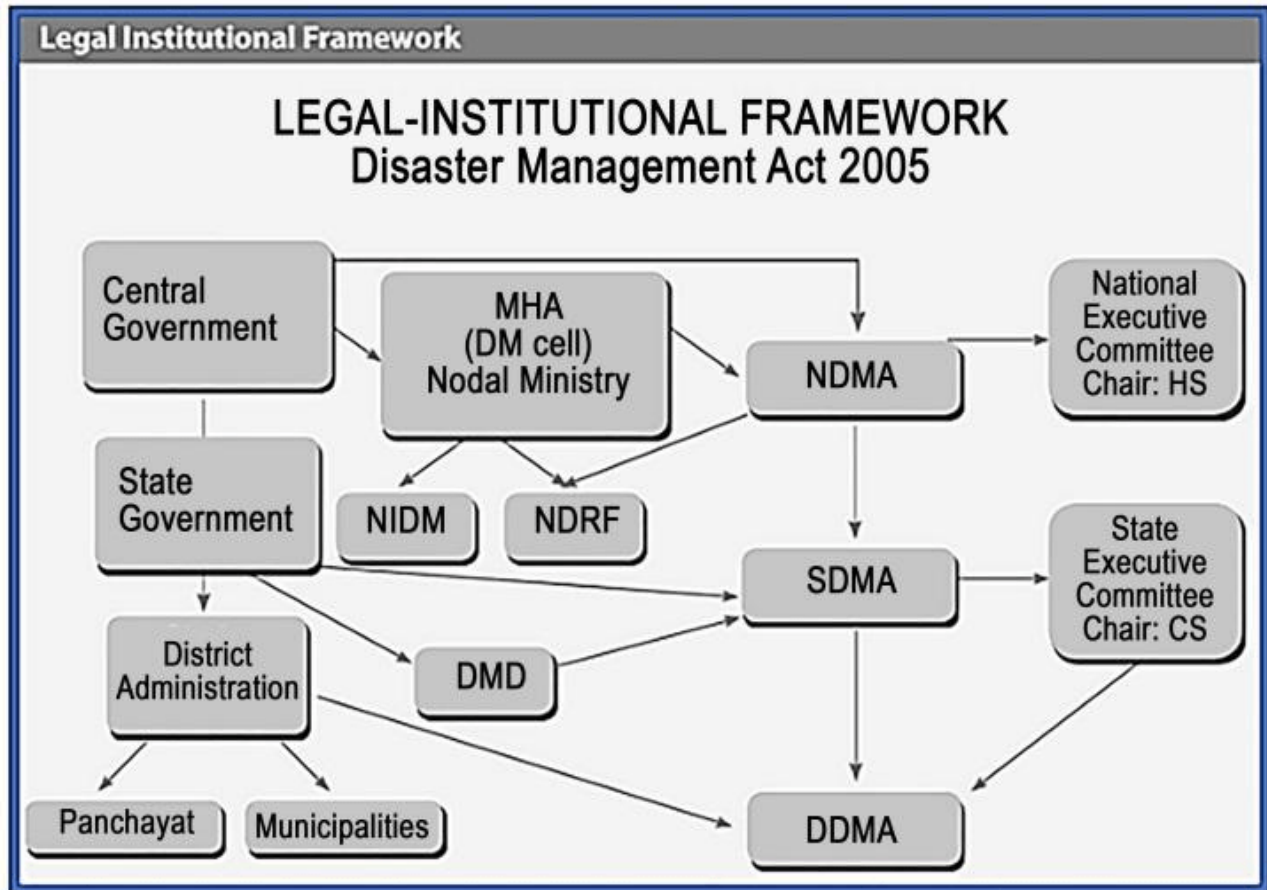 Legal Institutional Framework
LEGAL-INSTITUTIONAL FRAMEWORK
Disaster Management Act 2005
Central
Government
MHA
(DM cell)
Nodal Ministry
NDMA
National
Executive
Committee
Chair: HS
State
Government
NIDM
NDRF
SDMA
State
Executive
Committee
Chair: CS
District
Administration
DMD
Panchayat
Municipalities
DDMA